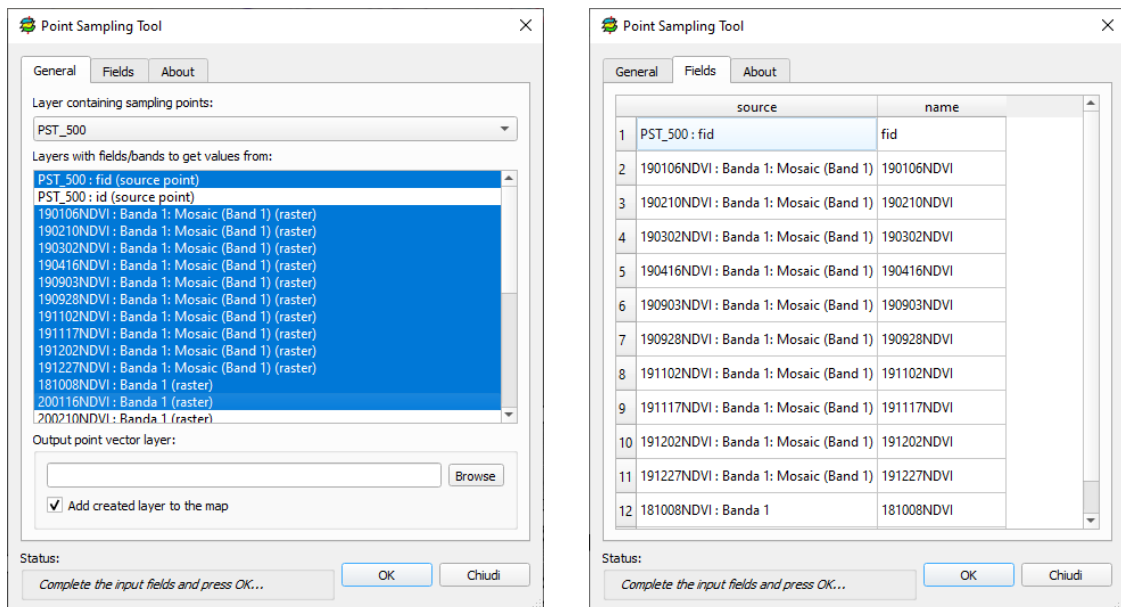 Point Sampling Tool
General Fields About
Layer containing sampling points:
PST_500
Layers with fields/bands to get values from:
PST_500 : fid (source point)
PST_500 : id (source point)
190106NDVI : Banda 1: Mosaic (Band 1) (raster)
190210NDVI : Banda 1: Mosaic (Band 1) (raster)
190302NDVI : Banda 1: Mosaic (Band 1) (raster)
190416NDVI : Banda 1: Mosaic (Band 1) (raster)
190903NDVI : Banda 1: Mosaic (Band 1) (raster)
190928NDVI : Banda 1: Mosaic (Band 1) (raster)
191102NDVI : Banda 1: Mosaic (Band 1) (raster)
191117NDVI : Banda 1: Mosaic (Band 1) (raster)
191202NDVI : Banda 1: Mosaic (Band 1) (raster)
191227NDVI : Banda 1: Mosaic (Band 1) (raster)
181008NDVI : Banda 1 (raster)
200116NDVI : Banda 1 (raster)
200210NDVI : Banda 1 (raster)
Output point vector layer:
Browse
Add created layer to the map
Status:
Complete the input fields and press OK...
OK
Chiudi
Point Sampling Tool
General Fields About
source name
1 PST_500 : fid fid
2 190106NDVI : Banda 1: Mosaic (Band 1) 190106NDVI
3 190210NDVI : Banda 1: Mosaic (Band 1) 190210NDVI
4 190302NDVI : Banda 1: Mosaic (Band 1) 190302NDVI
5 190416NDVI : Banda 1: Mosaic (Band 1) 190416NDVI
6 190903NDVI : Banda 1: Mosaic (Band 1) 190903NDVI
7 190928NDVI : Banda 1: Mosaic (Band 1) 190928NDVI
8 191102NDVI : Banda 1: Mosaic (Band 1) 191102NDVI
9 191117NDVI : Banda 1: Mosaic (Band 1) 191117NDVI
10 191202NDVI : Banda 1: Mosaic (Band 1) 191202NDVI
11 191227NDVI : Banda 1: Mosaic (Band 1) 191227NDVI
12 181008NDVI : Banda 1 181008NDVI
Status:
Complete the input fields and press OK...
OK
Chiudi